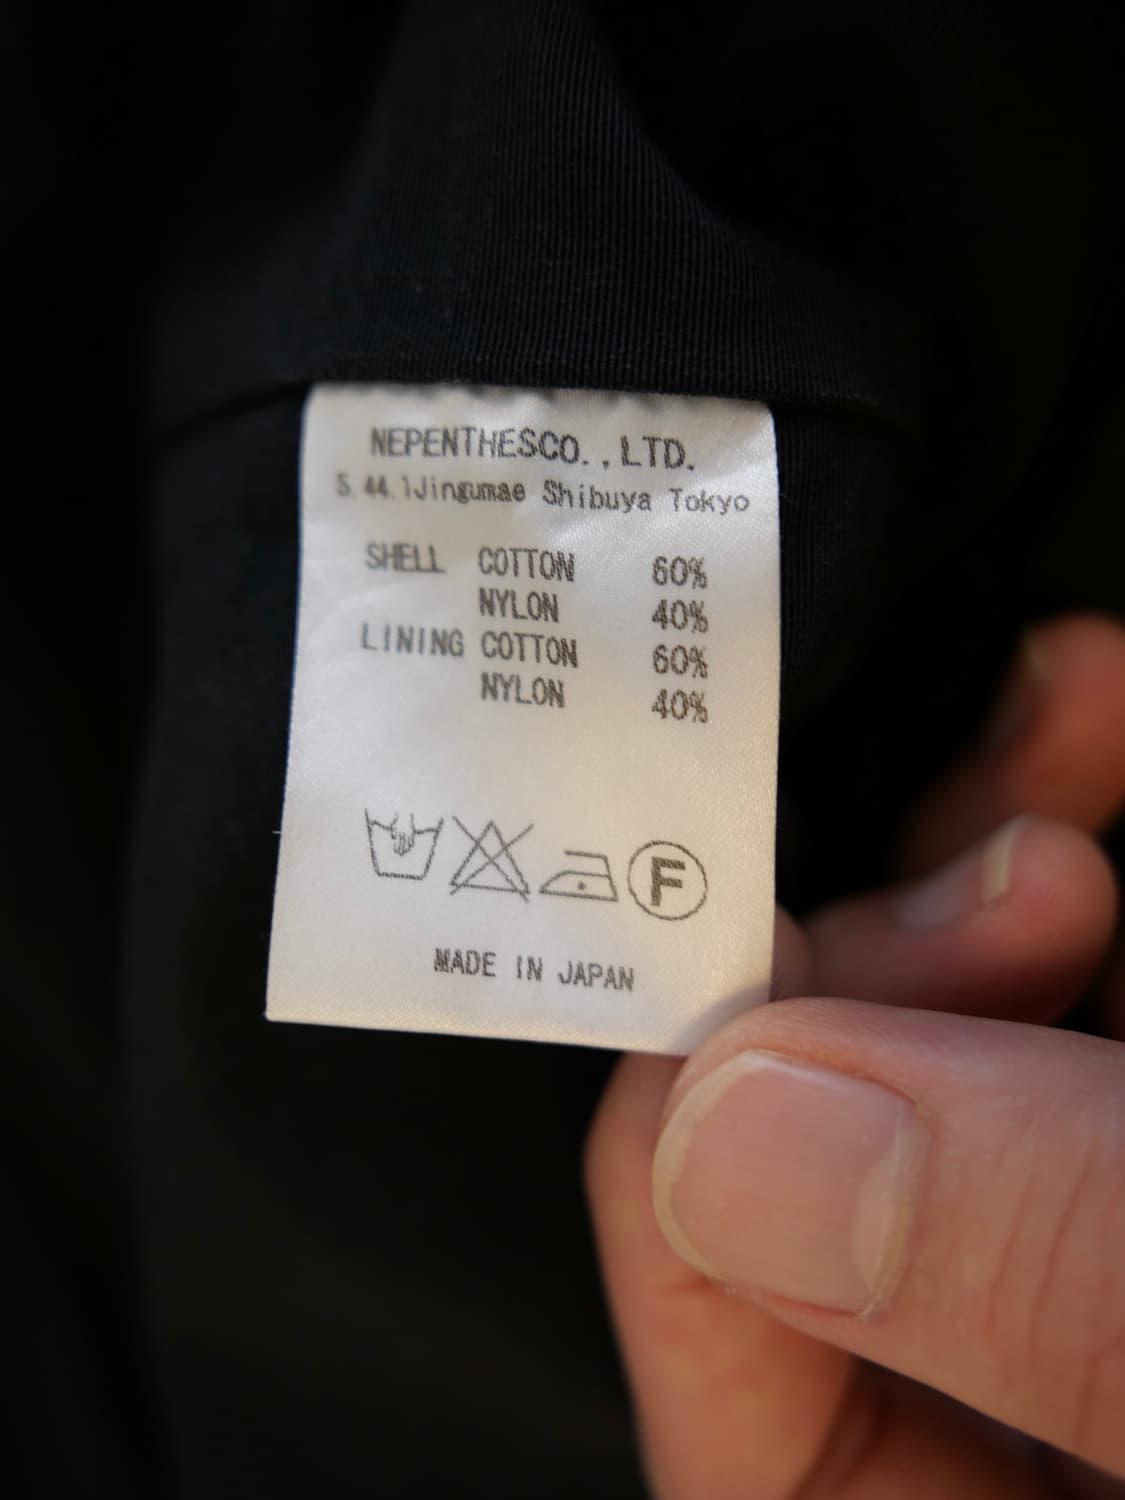 NEPENTHESCO.,LTD.
5.44.1Jingumae Shibuya Tokyo
SHELL COTTON 60%
NYLON 40%
LINING COTTON 60%
NYLON 40%
F
MADE IN JAPAN